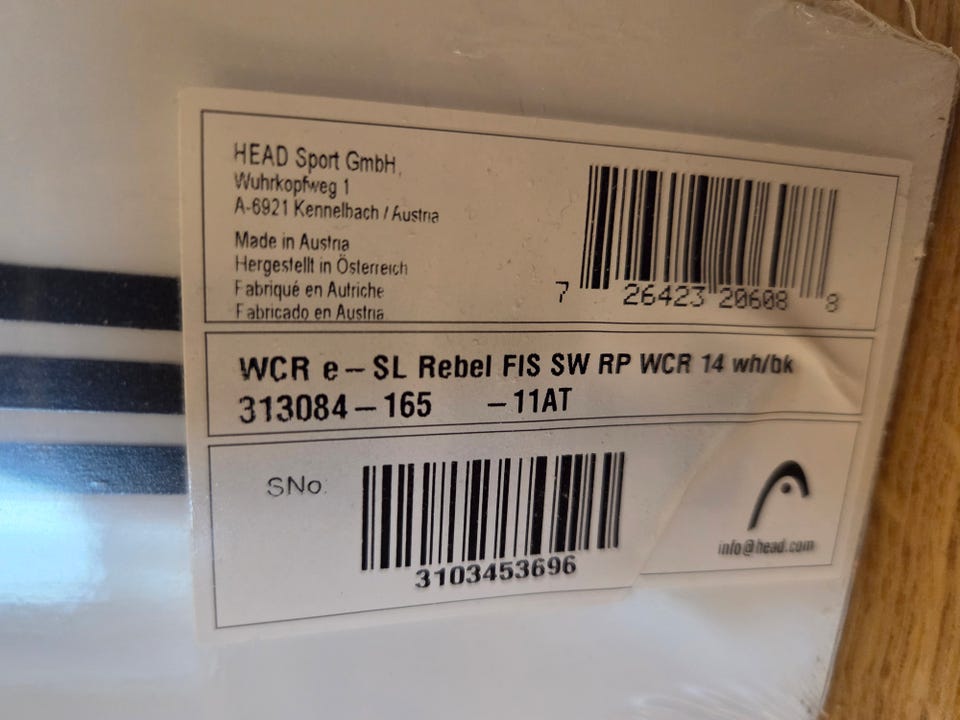 HEAD Sport GmbH,
Wuhrkopfweg 1
A-6921 Kennelbach / Austria
Made in Austria
Hergestellt in Österreich
Fabriqué en Autriche
Fabricado en Austria
7 26423 20608 8
WCR e-SL Rebel FIS SW RP WCR 14 wh/bk
313084-165 -11AT
SNo.
3103453696
info@head.com